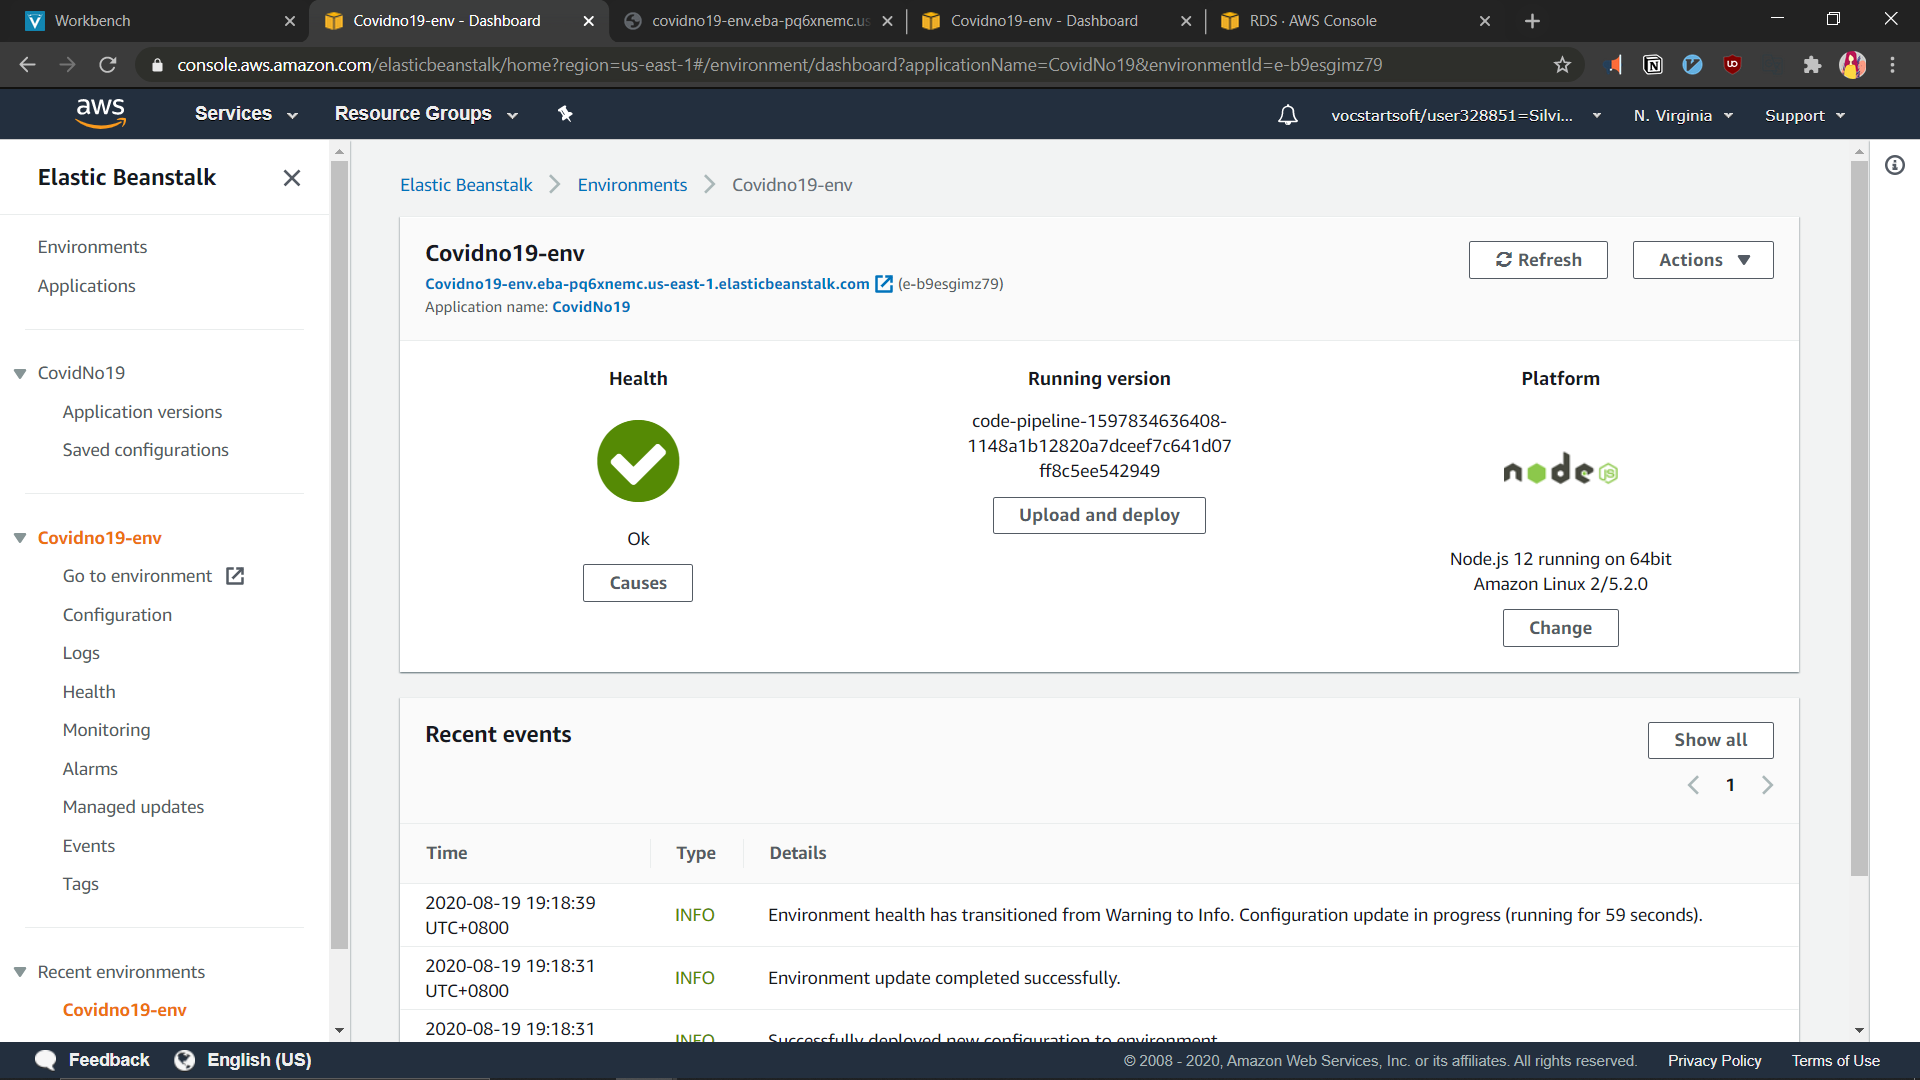 Workbench
Covidno19-env - Dashboard
covidno19-env.eba-pq6xnemc.us
Covidno19-env - Dashboard
RDS · AWS Console
console.aws.amazon.com/elasticbeanstalk/home?region=us-east-1#/environment/dashboard?applicationName=CovidNo19&environmentId=e-b9esgimz79
aws
Services
Resource Groups
vocstartsoft/user328851=Silvi...
N. Virginia
Support
Elastic Beanstalk
Environments
Applications
CovidNo19
Application versions
Saved configurations
Covidno19-env
Go to environment
Configuration
Logs
Health
Monitoring
Alarms
Managed updates
Events
Tags
Recent environments
Covidno19-env
Elastic Beanstalk
Environments
Covidno19-env
Covidno19-env
Covidno19-env.eba-pq6xnemc.us-east-1.elasticbeanstalk.com (e-b9esgimz79)
Application name: CovidNo19
Refresh
Actions
Health
Ok
Causes
Running version
code-pipeline-1597834636408-
1148a1b12820a7dceef7c641d07
ff8c5ee542949
Upload and deploy
Platform
node JS
Node.js 12 running on 64bit
Amazon Linux 2/5.2.0
Change
Recent events
Show all
1
Time
Type
Details
2020-08-19 19:18:39
UTC+0800
INFO
Environment health has transitioned from Warning to Info. Configuration update in progress (running for 59 seconds).
2020-08-19 19:18:31
UTC+0800
INFO
Environment update completed successfully.
2020-08-19 19:18:31
INFO
Successfully deployed new configuration to environment.
Feedback
English (US)
© 2008 - 2020, Amazon Web Services, Inc. or its affiliates. All rights reserved.
Privacy Policy
Terms of Use